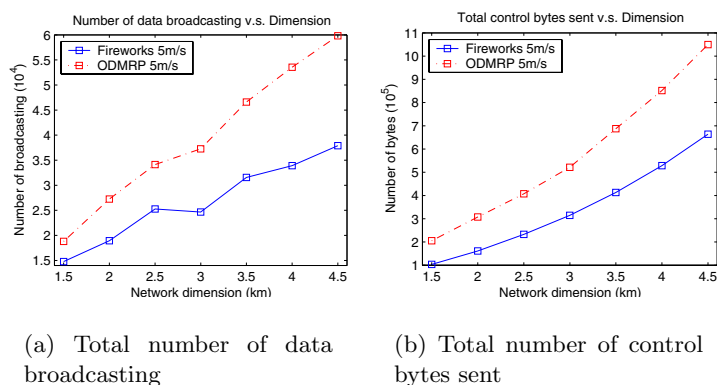 Number of data broadcasting v.s. Dimension
Fireworks 5m/s
ODMRP 5m/s
Number of broadcasting (10^4)
6
5.5
5
4.5
4
3.5
3
2.5
2
1.5
1.5 2 2.5 3 3.5 4 4.5
Network dimension (km)
(a) Total number of data
broadcasting
Total control bytes sent v.s. Dimension
Fireworks 5m/s
ODMRP 5m/s
Number of bytes (10^5)
11
10
9
8
7
6
5
4
3
2
1
1.5 2 2.5 3 3.5 4 4.5
Network dimension (km)
(b) Total number of control
bytes sent